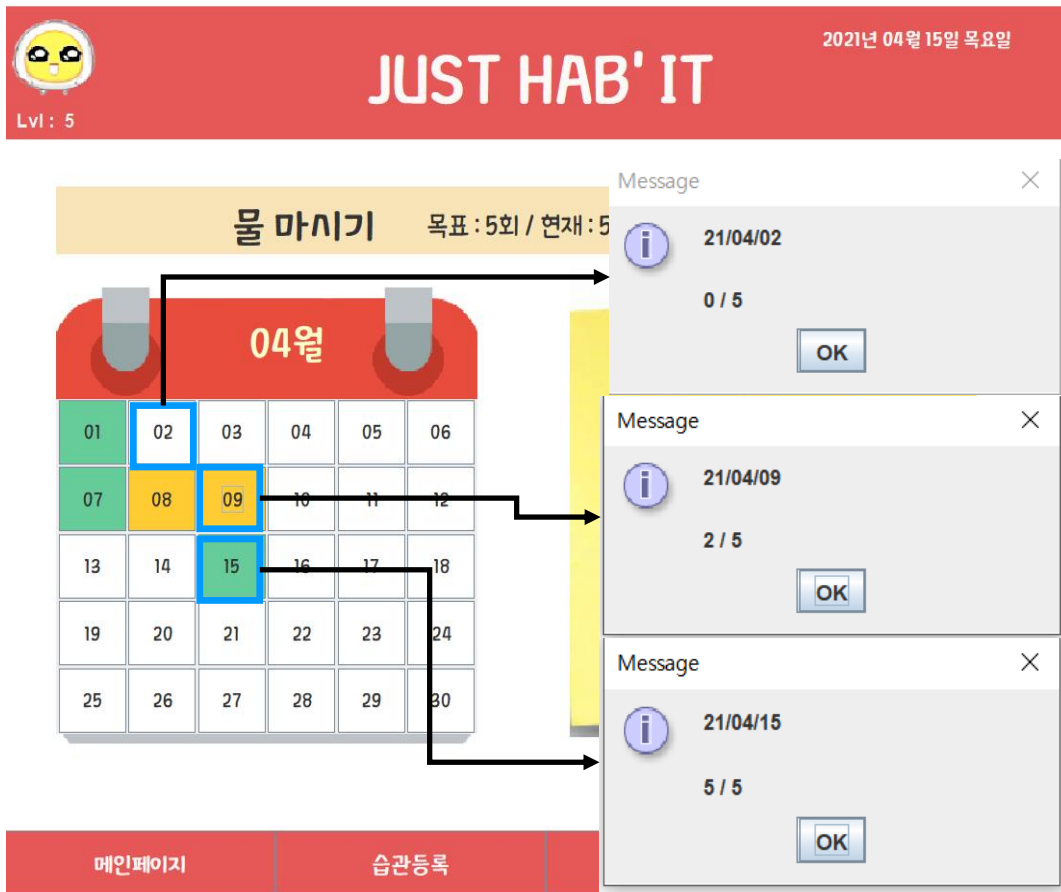 Lvl : 5
JUST HAB' IT
2021년 04월 15일 목요일
물 마시기 목표 : 5회 / 현재 : 5
04월
01 02 03 04 05 06
07 08 09 10 11 12
13 14 15 16 17 18
19 20 21 22 23 24
25 26 27 28 29 30
Message
21/04/02
0 / 5
OK
Message
21/04/09
2 / 5
OK
Message
21/04/15
5 / 5
OK
메인페이지 습관등록